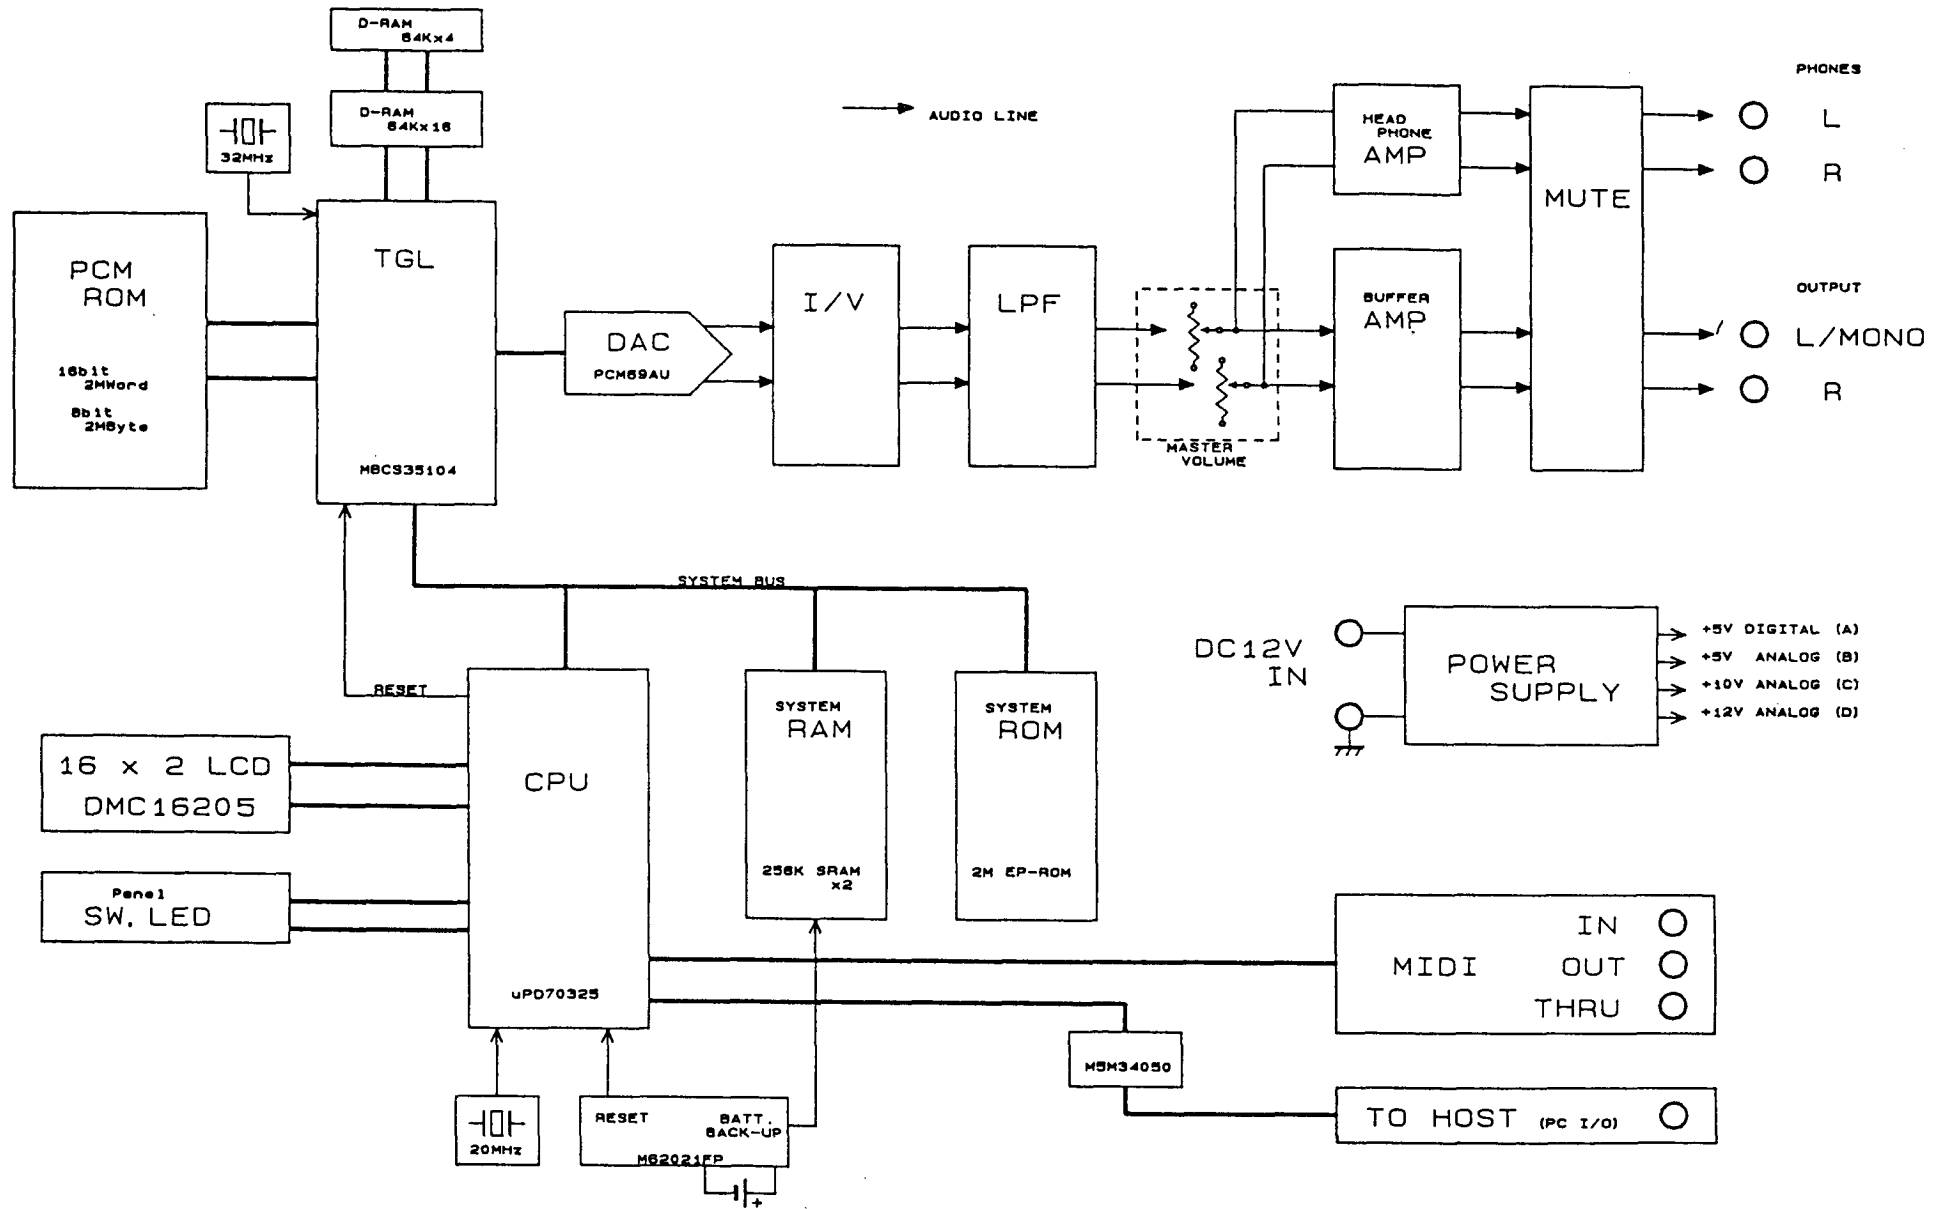 D-RAM
64Kx4
D-RAM
64Kx16
32MHz
PCM
ROM
16bit
2MWord
8bit
2MByte
TGL
MBCS35104
DAC
PCM69AU
I/V
LPF
AUDIO LINE
MASTER
VOLUME
HEAD
PHONE
AMP
BUFFER
AMP
MUTE
PHONES
L
R
OUTPUT
L/MONO
R
SYSTEM BUS
RESET
16 x 2 LCD
DMC16205
Panel
SW. LED
CPU
uPD70325
20MHz
RESET
BATT.
BACK-UP
M62021FP
+
SYSTEM
RAM
256K SRAM
x2
SYSTEM
ROM
2M EP-ROM
DC12V
IN
POWER
SUPPLY
+5V DIGITAL (A)
+5V ANALOG (B)
+10V ANALOG (C)
+12V ANALOG (D)
MIDI
IN
OUT
THRU
M5M34050
TO HOST (PC I/O)